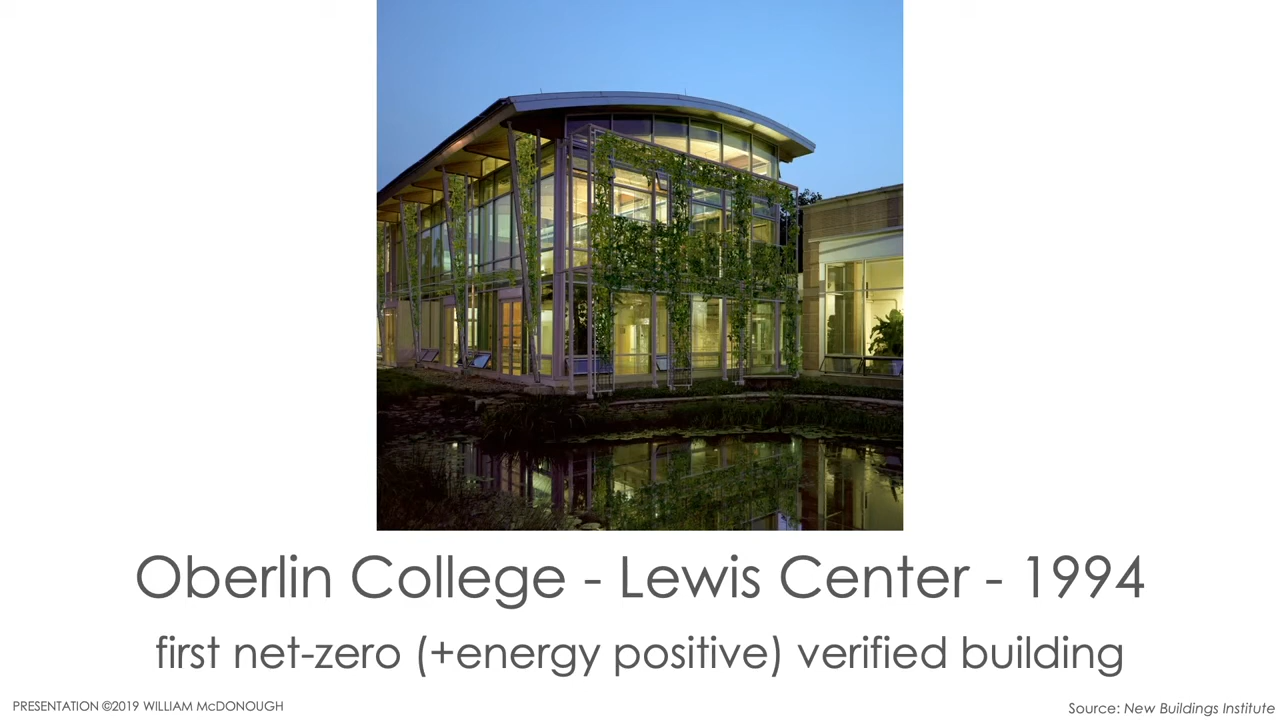 Oberlin College - Lewis Center - 1994
first net-zero (+energy positive) verified building
PRESENTATION ©2019 WILLIAM McDONOUGH
Source: New Buildings Institute